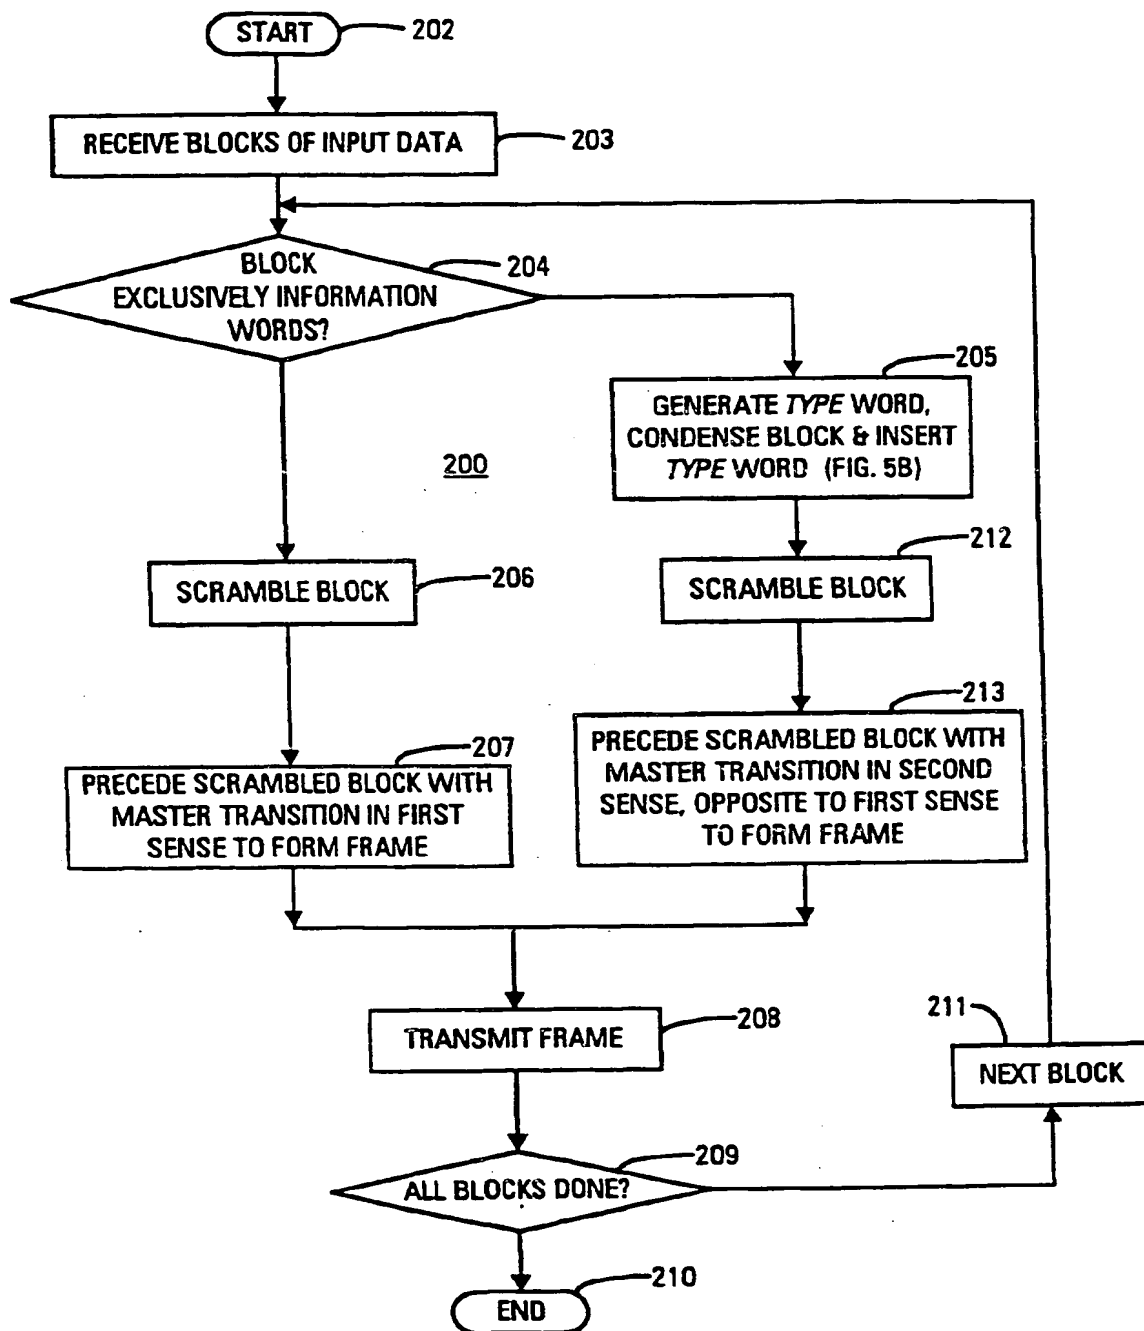 START
202
RECEIVE BLOCKS OF INPUT DATA
203
BLOCK
EXCLUSIVELY INFORMATION
WORDS?
204
205
GENERATE TYPE WORD,
CONDENSE BLOCK & INSERT
TYPE WORD (FIG. 5B)
200
212
SCRAMBLE BLOCK
206
SCRAMBLE BLOCK
213
207
PRECEDE SCRAMBLED BLOCK WITH
MASTER TRANSITION IN FIRST
SENSE TO FORM FRAME
PRECEDE SCRAMBLED BLOCK WITH
MASTER TRANSITION IN SECOND
SENSE, OPPOSITE TO FIRST SENSE
TO FORM FRAME
TRANSMIT FRAME
208
211
NEXT BLOCK
ALL BLOCKS DONE?
209
END
210